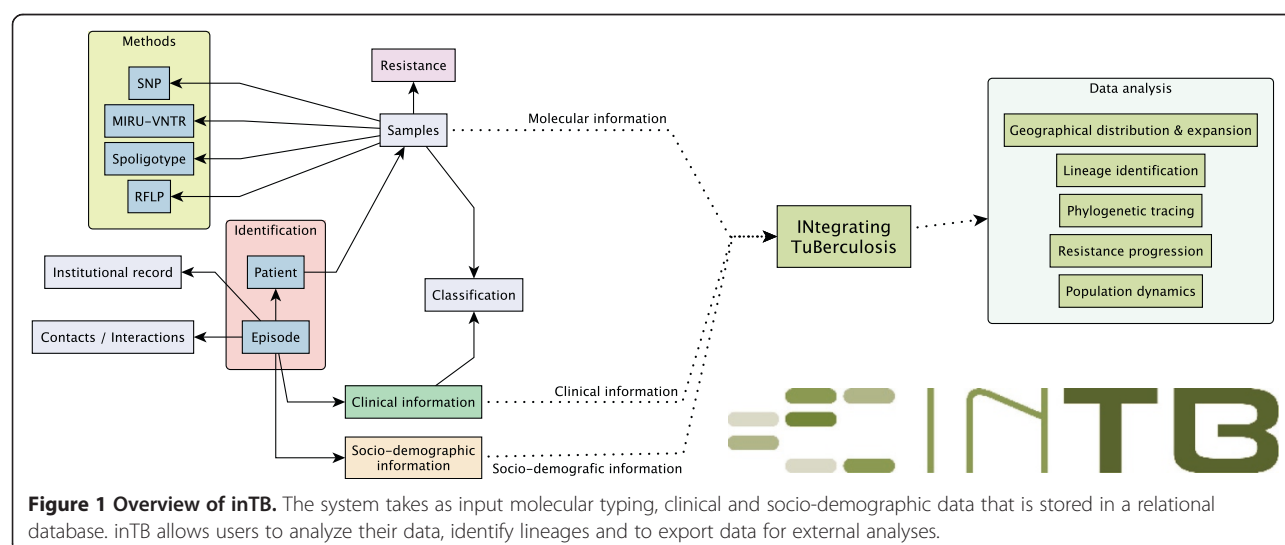 Methods
SNP
MIRU-VNTR
Spoligotype
RFLP
Resistance
Samples
Molecular information
Identification
Patient
Episode
Institutional record
Contacts / Interactions
Classification
Clinical information
Clinical information
Socio-demographic
information
Socio-demografic information
INtegrating
TuBerculosis
Data analysis
Geographical distribution & expansion
Lineage identification
Phylogenetic tracing
Resistance progression
Population dynamics
INTB
Figure 1 Overview of inTB. The system takes as input molecular typing, clinical and socio-demographic data that is stored in a relational
database. inTB allows users to analyze their data, identify lineages and to export data for external analyses.